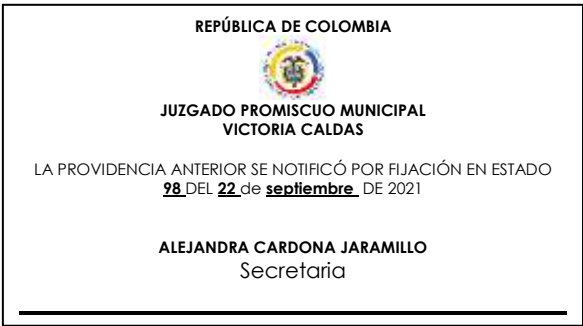 REPÚBLICA DE COLOMBIA
JUZGADO PROMISCUO MUNICIPAL
VICTORIA CALDAS
LA PROVIDENCIA ANTERIOR SE NOTIFICÓ POR FIJACIÓN EN ESTADO
98 DEL 22 de septiembre DE 2021
ALEJANDRA CARDONA JARAMILLO
Secretaria